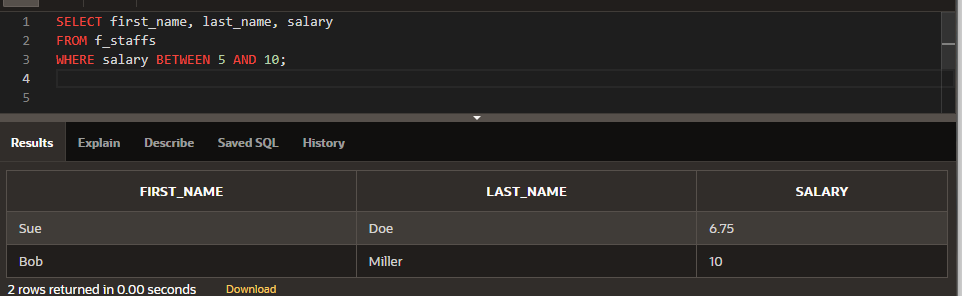 1 SELECT first_name, last_name, salary
2 FROM f_staffs
3 WHERE salary BETWEEN 5 AND 10;
4
5
Results Explain Describe Saved SQL History
FIRST_NAME LAST_NAME SALARY
Sue Doe 6.75
Bob Miller 10
2 rows returned in 0.00 seconds Download